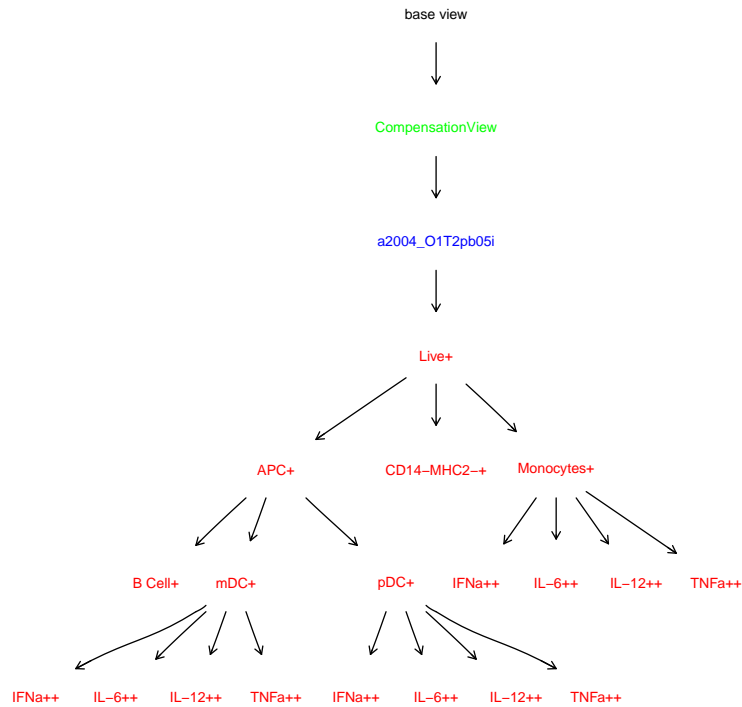 base view
CompensationView
a2004_O1T2pb05i
Live+
APC+ CD14−MHC2−+ Monocytes+
B Cell+ mDC+ pDC+ IFNa++ IL−6++ IL−12++ TNFa++
IFNa++ IL−6++ IL−12++ TNFa++ IFNa++ IL−6++ IL−12++ TNFa++